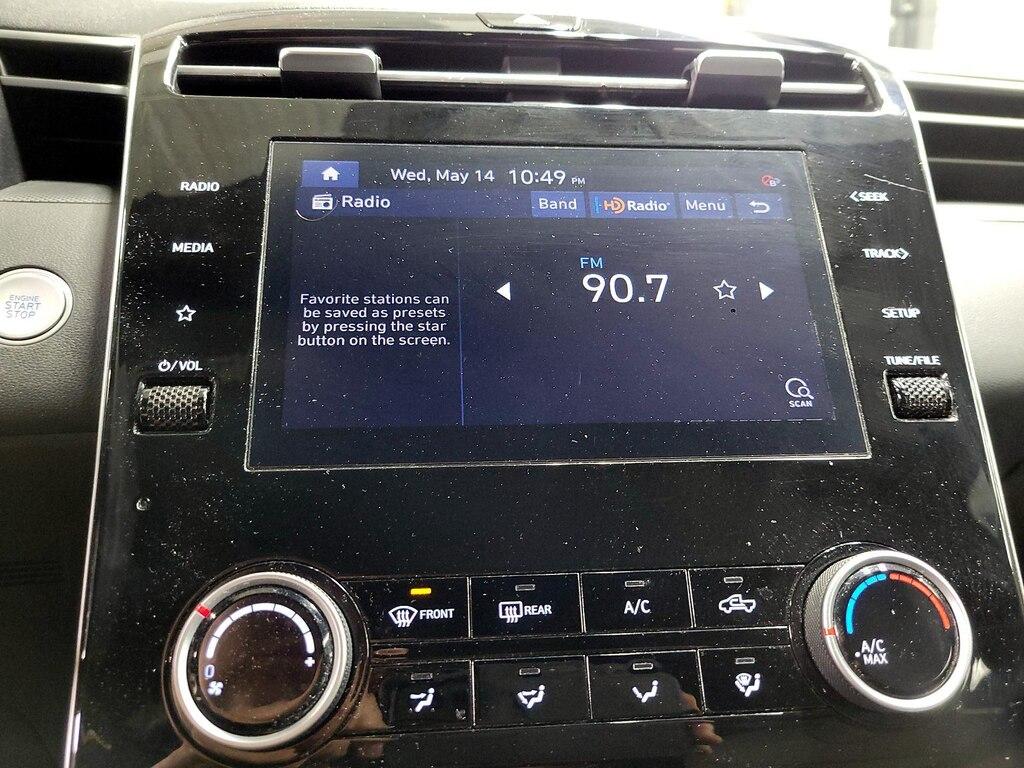 Wed, May 14 10:49 PM
Radio
Band
HD Radio
Menu
FM
90.7
Favorite stations can
be saved as presets
by pressing the star
button on the screen.
SCAN
RADIO
MEDIA
VOL
ENGINE
START
STOP
SEEK
TRACK
SETUP
TUNE/FILE
FRONT
REAR
A/C
A/C
MAX